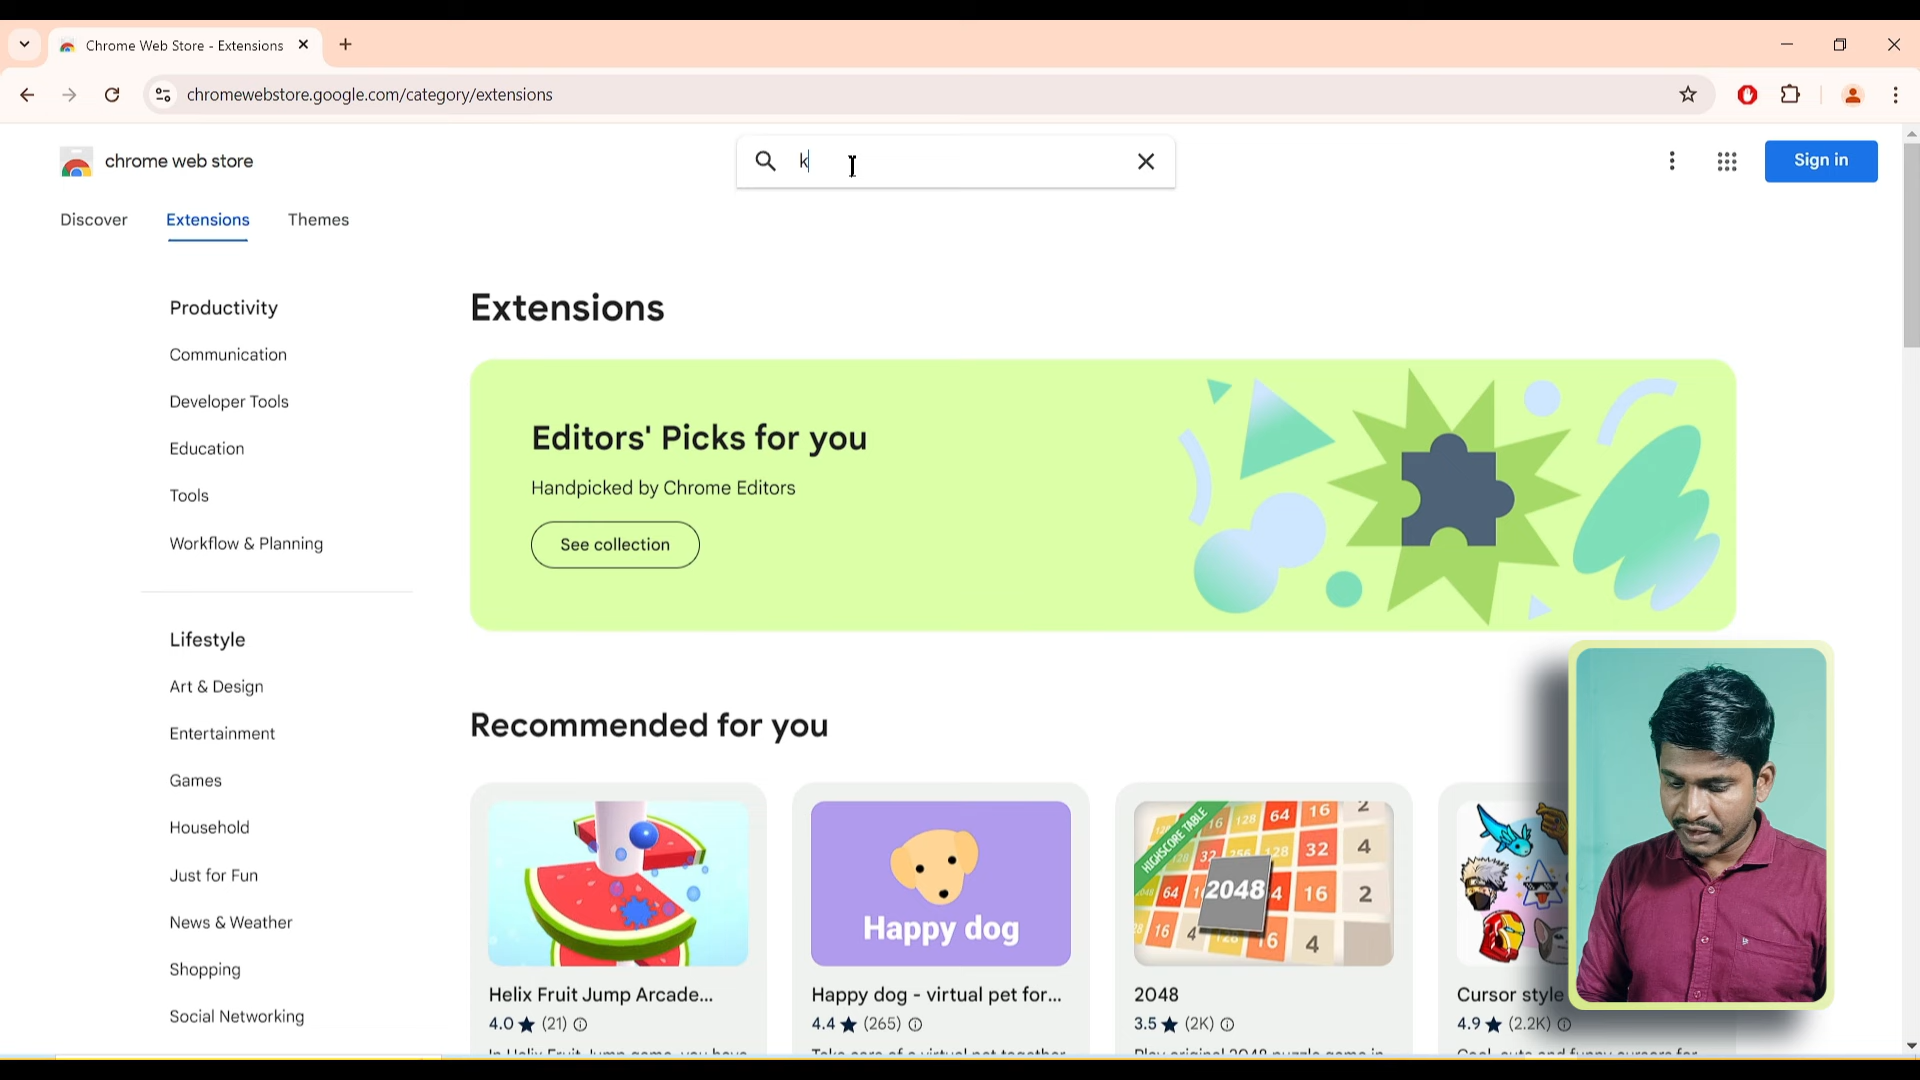 Chrome Web Store - Extensions
chromewebstore.google.com/category/extensions
chrome web store
k
Sign in
Discover
Extensions
Themes
Productivity
Communication
Developer Tools
Education
Tools
Workflow & Planning
Lifestyle
Art & Design
Entertainment
Games
Household
Just for Fun
News & Weather
Shopping
Social Networking
Extensions
Editors' Picks for you
Handpicked by Chrome Editors
See collection
Recommended for you
Happy dog
HIGHSCORE TABLE
2048
Helix Fruit Jump Arcade...
4.0 ★ (21)
Happy dog - virtual pet for...
4.4 ★ (265)
2048
3.5 ★ (2K)
Cursor style
4.9 ★ (2.2K)